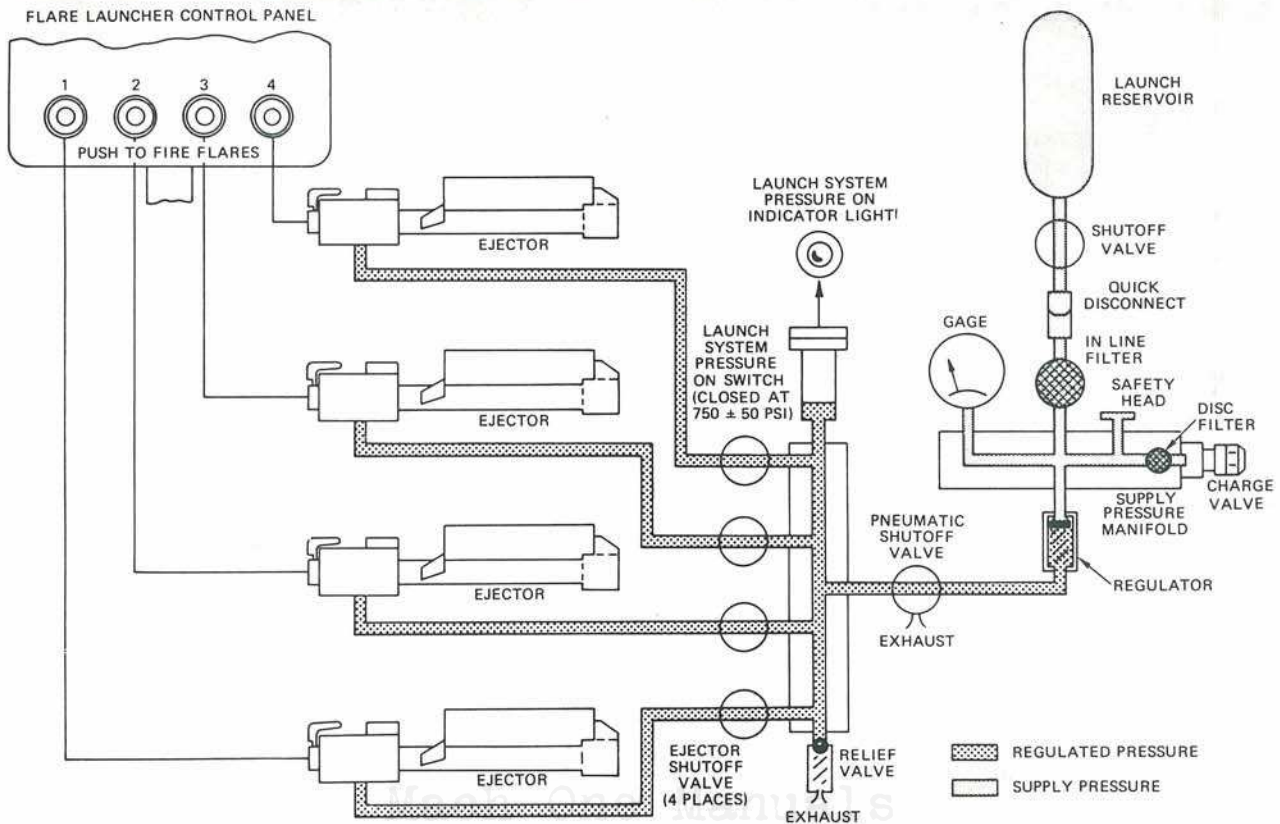 FLARE LAUNCHER CONTROL PANEL
1 2 3 4
PUSH TO FIRE FLARES
EJECTOR
EJECTOR
EJECTOR
EJECTOR
LAUNCH SYSTEM
PRESSURE ON
INDICATOR LIGHT
LAUNCH
SYSTEM
PRESSURE
ON SWITCH
(CLOSED AT
750 ± 50 PSI)
LAUNCH
RESERVOIR
SHUTOFF
VALVE
QUICK
DISCONNECT
GAGE
IN LINE
FILTER
SAFETY
HEAD
DISC
FILTER
CHARGE
VALVE
SUPPLY
PRESSURE
MANIFOLD
PNEUMATIC
SHUTOFF
VALVE
EXHAUST
REGULATOR
EJECTOR
SHUTOFF
VALVE
(4 PLACES)
RELIEF
VALVE
EXHAUST
REGULATED PRESSURE
SUPPLY PRESSURE
Mach One Manuals